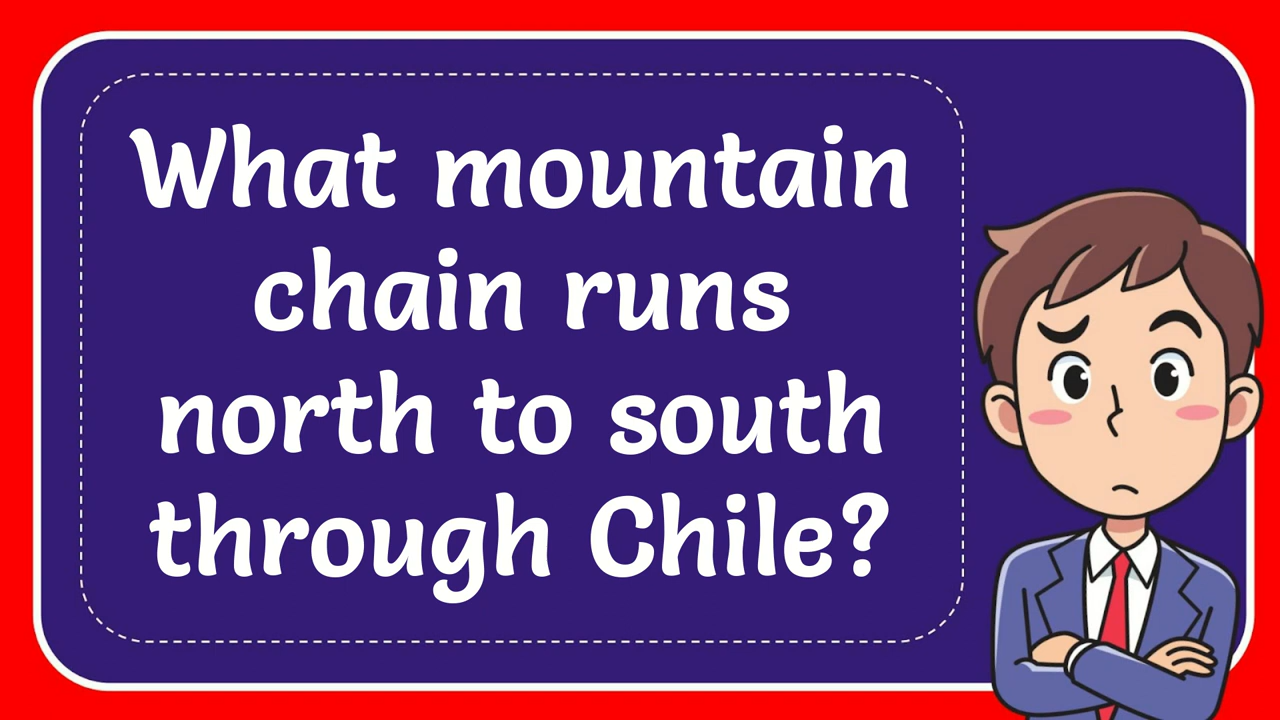 What mountain
chain runs
north to south
through Chile?